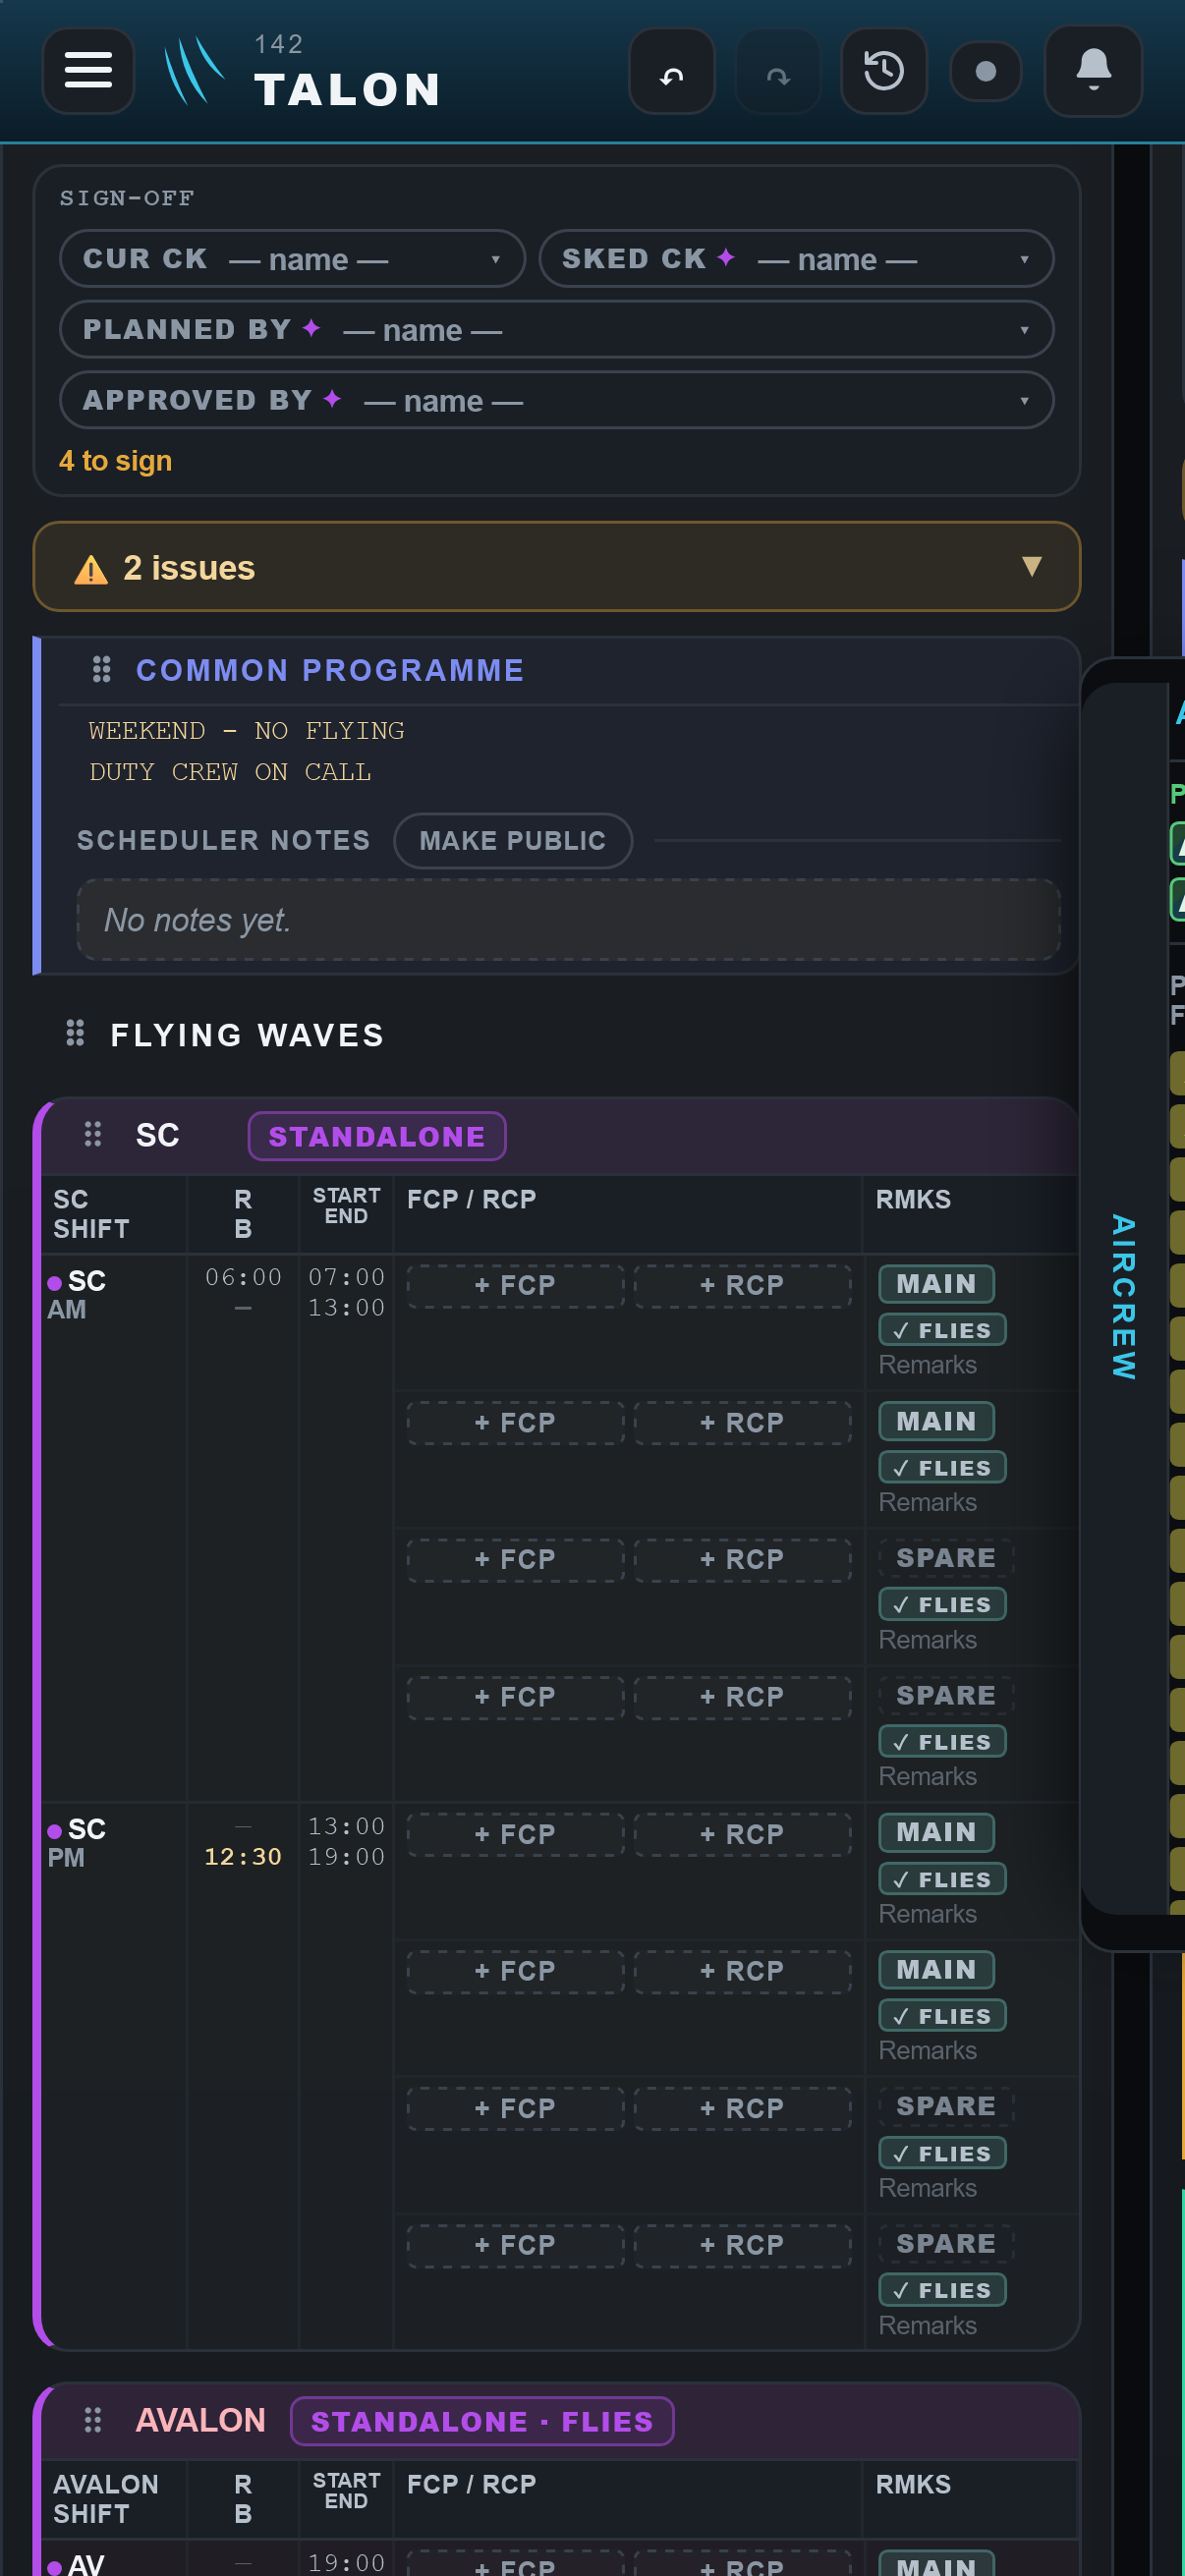 142
TALON
SIGN-OFF
CUR CK — name —
SKED CK ✦ — name —
PLANNED BY ✦ — name —
APPROVED BY ✦ — name —
4 to sign
2 issues
COMMON PROGRAMME
WEEKEND - NO FLYING
DUTY CREW ON CALL
SCHEDULER NOTES MAKE PUBLIC
No notes yet.
FLYING WAVES
SC STANDALONE
SC SHIFT
R B
START END
FCP / RCP
RMKS
SC AM
06:00 —
07:00 13:00
+ FCP + RCP MAIN
✓ FLIES
Remarks
+ FCP + RCP MAIN
✓ FLIES
Remarks
+ FCP + RCP SPARE
✓ FLIES
Remarks
+ FCP + RCP SPARE
✓ FLIES
Remarks
SC PM
— 12:30
13:00 19:00
+ FCP + RCP MAIN
✓ FLIES
Remarks
+ FCP + RCP MAIN
✓ FLIES
Remarks
+ FCP + RCP SPARE
✓ FLIES
Remarks
+ FCP + RCP SPARE
✓ FLIES
Remarks
AIRCREW
AVALON STANDALONE · FLIES
AVALON SHIFT
R B
START END
FCP / RCP
RMKS
AV — 19:00 + FCP + RCP MAIN